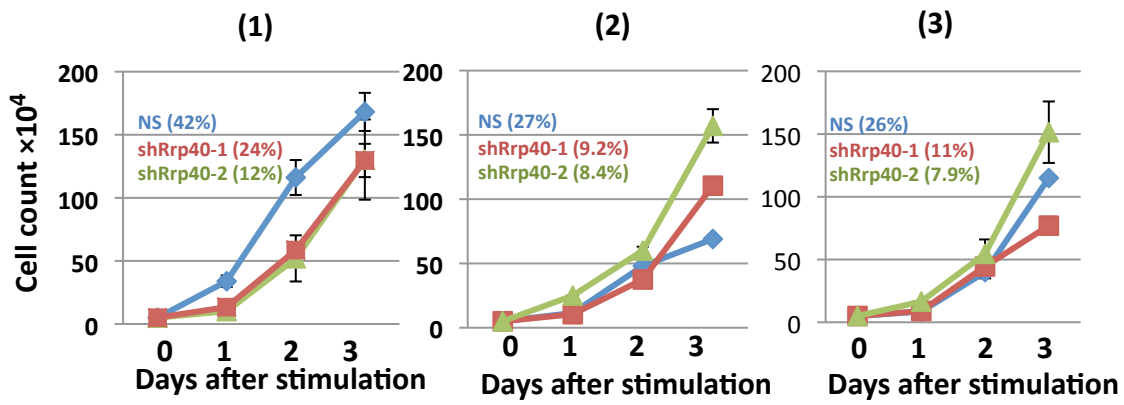 (1)
(2)
(3)
Cell count ×10⁴
200
150
100
50
0
NS (42%)
shRrp40-1 (24%)
shRrp40-2 (12%)
0 1 2 3
Days after stimulation
200
150
100
50
0
NS (27%)
shRrp40-1 (9.2%)
shRrp40-2 (8.4%)
0 1 2 3
Days after stimulation
200
150
100
50
0
NS (26%)
shRrp40-1 (11%)
shRrp40-2 (7.9%)
0 1 2 3
Days after stimulation